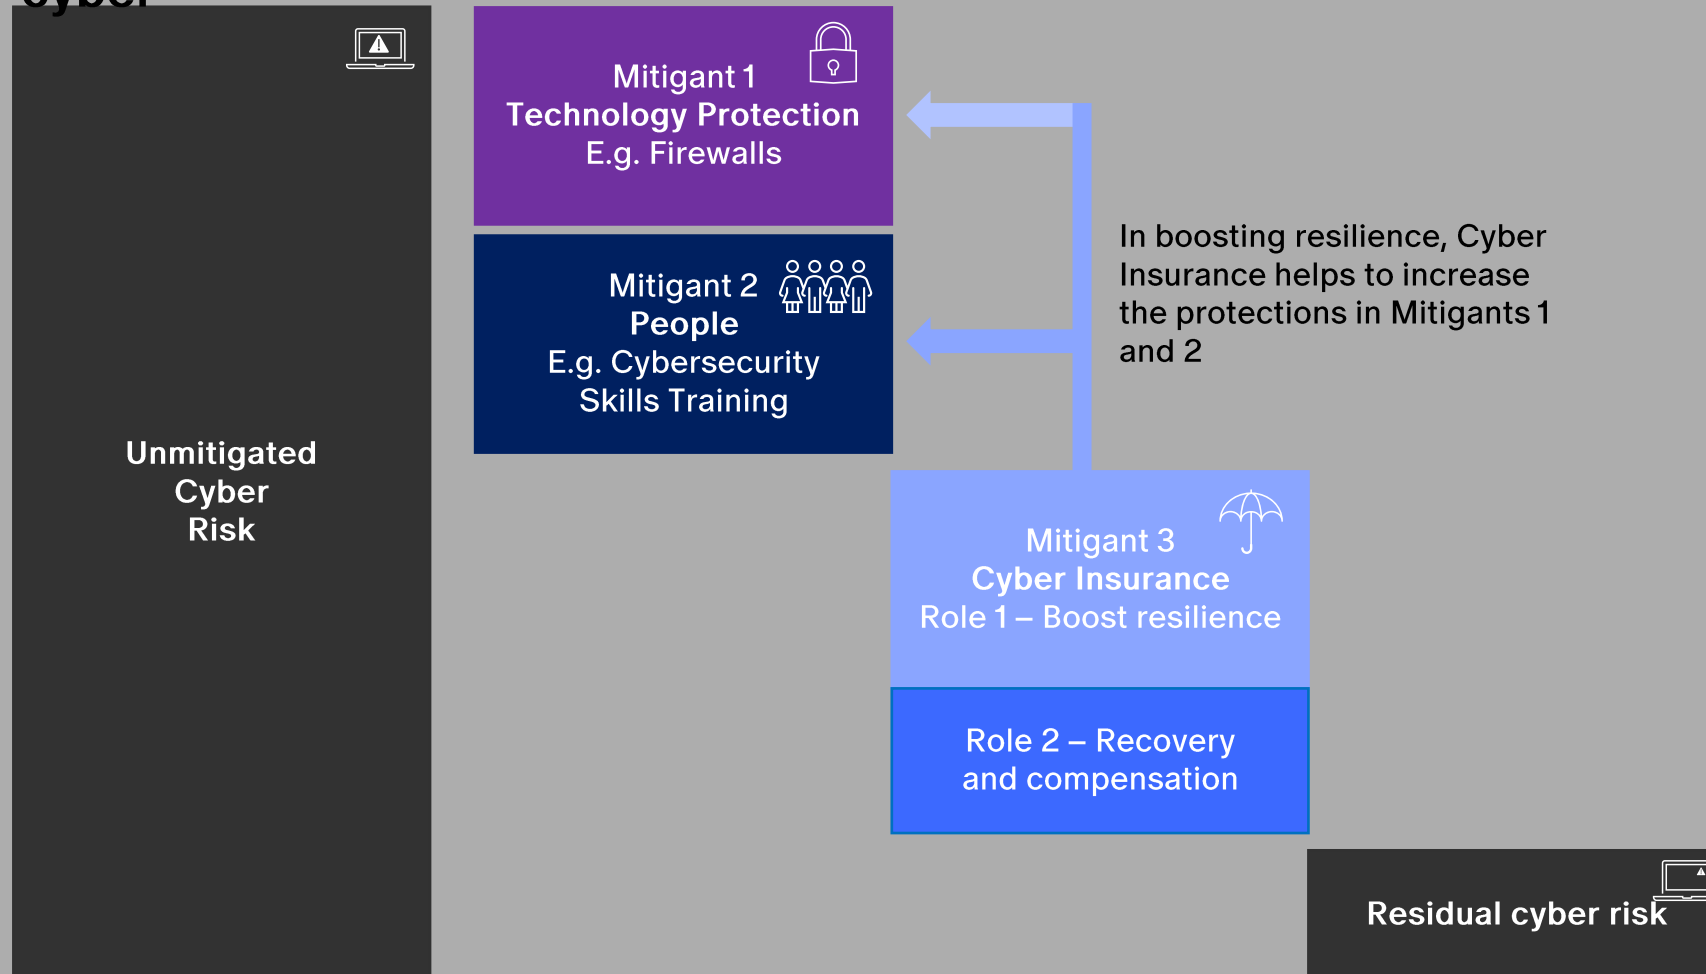 cyber
Mitigant 1
Technology Protection
E.g. Firewalls
Mitigant 2
People
E.g. Cybersecurity
Skills Training
In boosting resilience, Cyber
Insurance helps to increase
the protections in Mitigants 1
and 2
Unmitigated
Cyber
Risk
Mitigant 3
Cyber Insurance
Role 1 – Boost resilience
Role 2 – Recovery
and compensation
Residual cyber risk